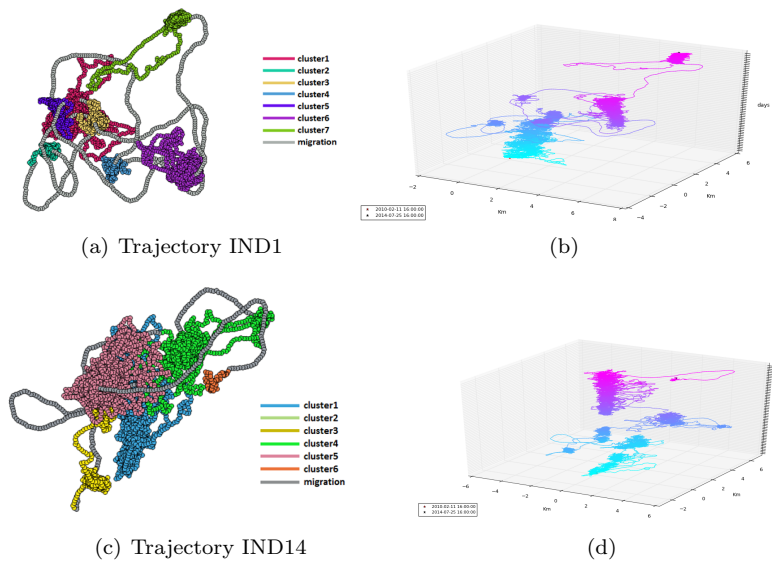 cluster1
cluster2
cluster3
cluster4
cluster5
cluster6
cluster7
migration
days
6
4
2
0
−2
−4
Km
−2
0
2
4
6
8
Km
2010-02-11 16:00:00
2014-07-25 16:00:00
(a) Trajectory IND1
(b)
cluster1
cluster2
cluster3
cluster4
cluster5
cluster6
migration
6
4
2
0
−2
Km
−6
−4
−2
0
2
4
6
Km
2010-02-11 16:00:00
2014-07-25 16:00:00
(c) Trajectory IND14
(d)